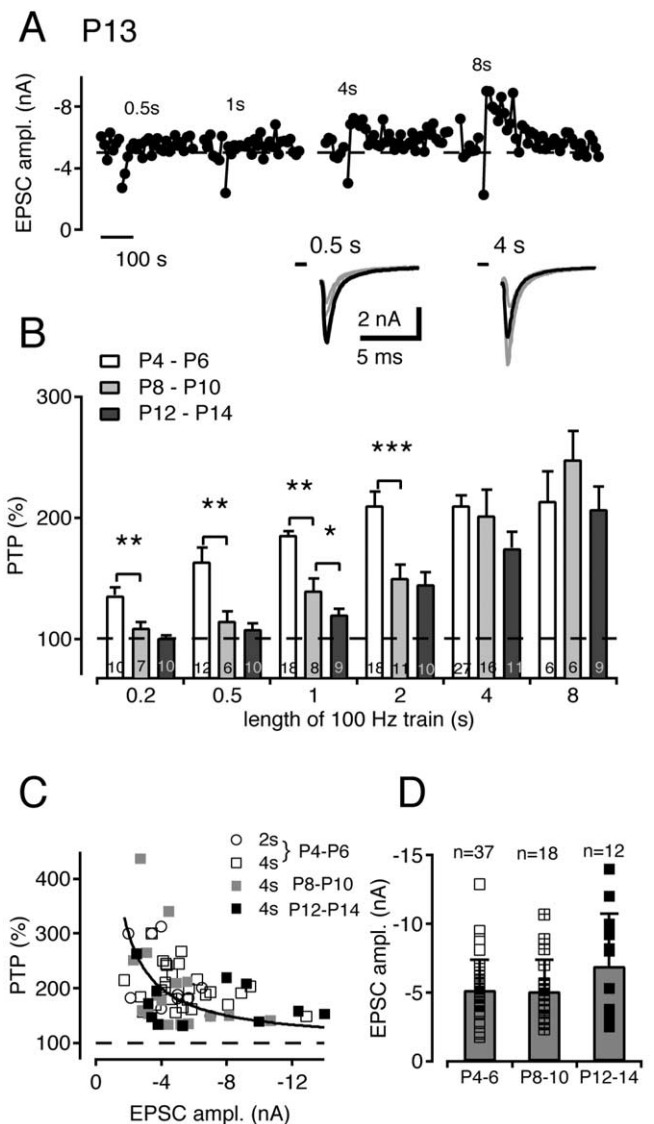 A P13
EPSC ampl. (nA)
-8
-4
0
0.5s
1s
4s
8s
100 s
0.5 s
4 s
2 nA
5 ms
B
P4 - P6
P8 - P10
P12 - P14
PTP (%)
300
200
100
**
**
**
*
***
10 7 10 12 6 10 18 8 9 18 11 10 27 16 11 6 6 9
0.2 0.5 1 2 4 8
length of 100 Hz train (s)
C
2s } P4-P6
4s
4s P8-P10
4s P12-P14
PTP (%)
400
300
200
100
0 -4 -8 -12
EPSC ampl. (nA)
D
EPSC ampl. (nA)
-15
-10
-5
0
n=37 n=18 n=12
P4-6 P8-10 P12-14